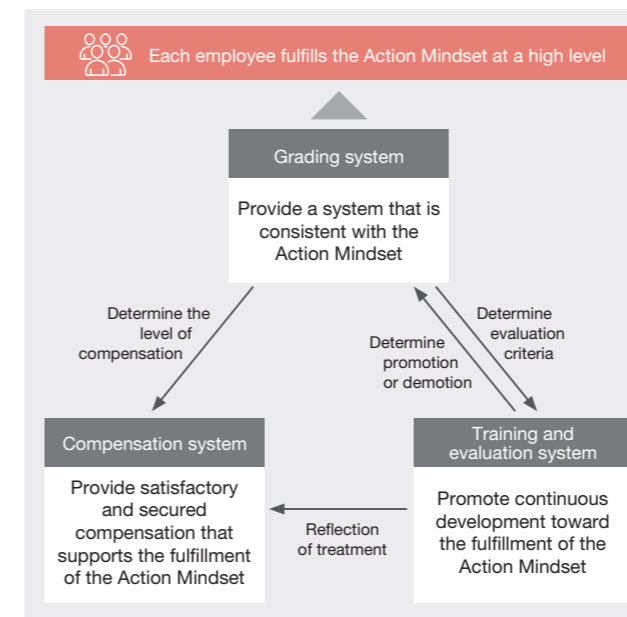 Each employee fulfills the Action Mindset at a high level
Grading system
Provide a system that is
consistent with the
Action Mindset
Determine the
level of
compensation
Determine
promotion
or demotion
Determine
evaluation
criteria
Compensation system
Provide satisfactory
and secured
compensation that
supports the fulfillment
of the Action Mindset
Reflection
of treatment
Training and
evaluation system
Promote continuous
development toward
the fulfillment of the
Action Mindset